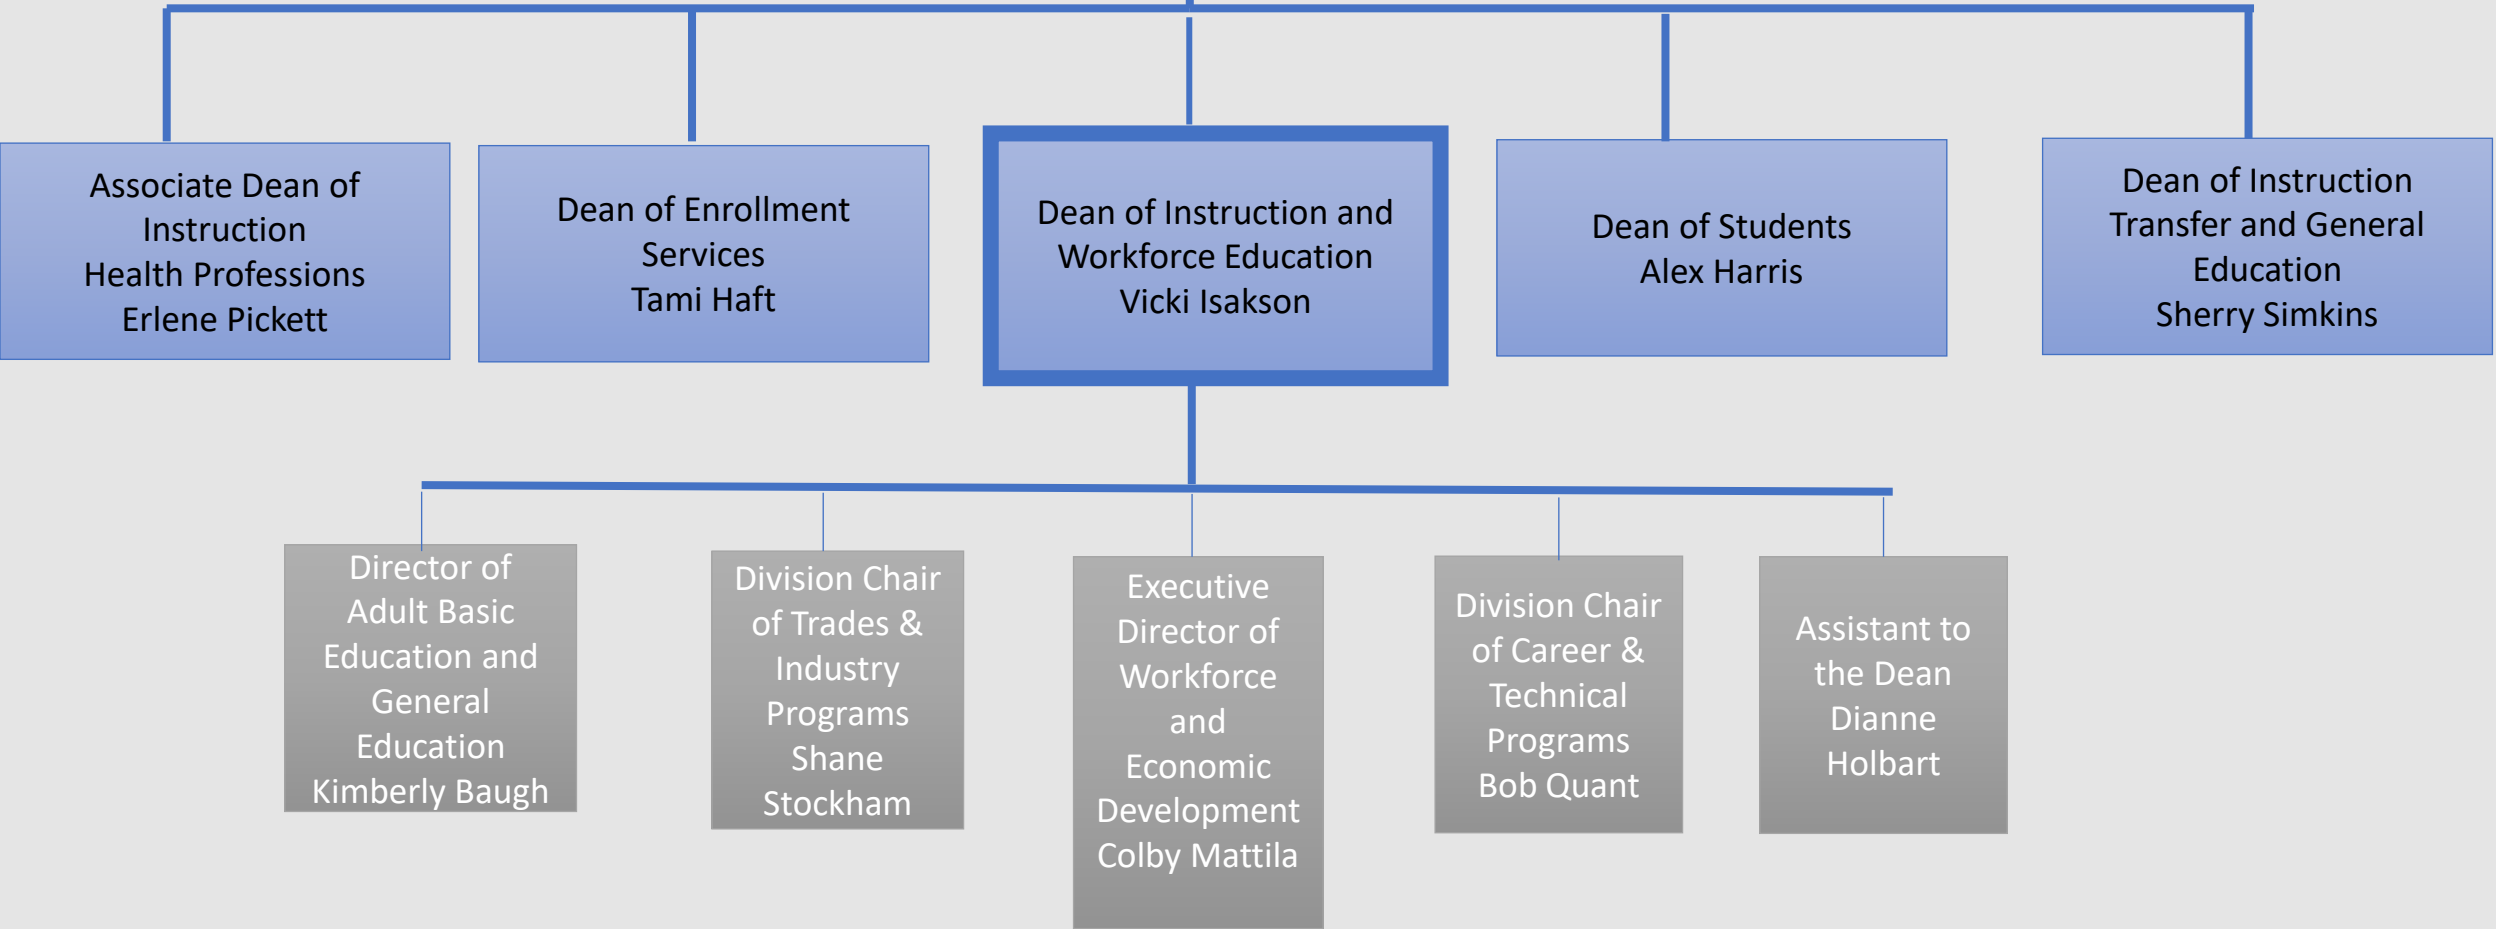 Associate Dean of
Instruction
Health Professions
Erlene Pickett
Dean of Enrollment
Services
Tami Haft
Dean of Instruction and
Workforce Education
Vicki Isakson
Dean of Students
Alex Harris
Dean of Instruction
Transfer and General
Education
Sherry Simkins
Director of
Adult Basic
Education and
General
Education
Kimberly Baugh
Division Chair
of Trades &
Industry
Programs
Shane
Stockham
Executive
Director of
Workforce
and
Economic
Development
Colby Mattila
Division Chair
of Career &
Technical
Programs
Bob Quant
Assistant to
the Dean
Dianne
Holbart